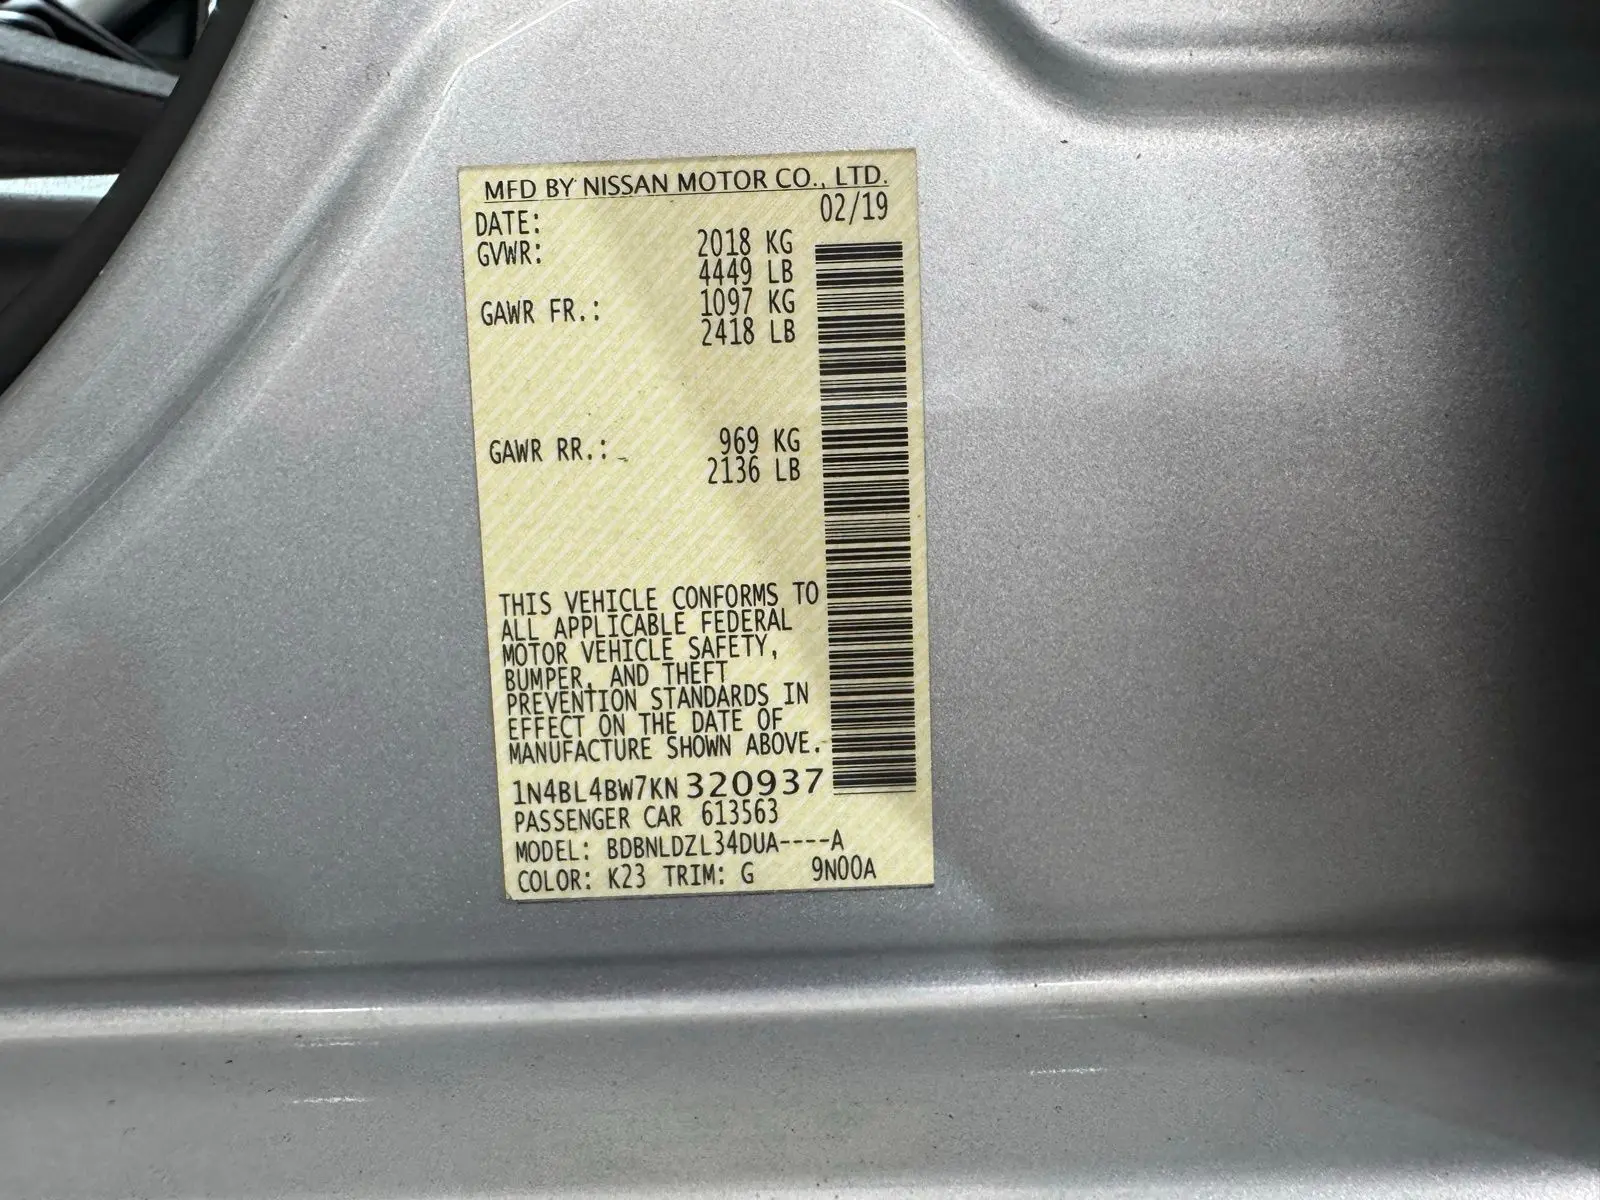 MFD BY NISSAN MOTOR CO., LTD.
DATE: 02/19
GVWR: 2018 KG
4449 LB
GAWR FR.: 1097 KG
2418 LB
GAWR RR.: 969 KG
2136 LB
THIS VEHICLE CONFORMS TO
ALL APPLICABLE FEDERAL
MOTOR VEHICLE SAFETY,
BUMPER, AND THEFT
PREVENTION STANDARDS IN
EFFECT ON THE DATE OF
MANUFACTURE SHOWN ABOVE.
1N4BL4BW7KN320937
PASSENGER CAR 613563
MODEL: BDBNLDZL34DUA----A
COLOR: K23 TRIM: G 9N00A